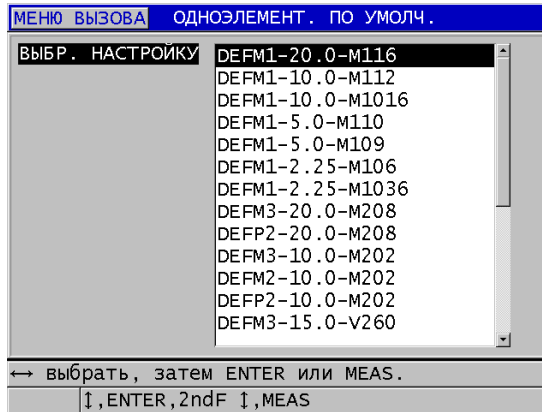 МЕНЮ ВЫЗОВА ОДНОЭЛЕМЕНТ. ПО УМОЛЧ.
ВЫБР. НАСТРОЙКУ
DEFM1-20.0-M116
DEFM1-10.0-M112
DEFM1-10.0-M1016
DEFM1-5.0-M110
DEFM1-5.0-M109
DEFM1-2.25-M106
DEFM1-2.25-M1036
DEFM3-20.0-M208
DEFP2-20.0-M208
DEFM3-10.0-M202
DEFM2-10.0-M202
DEFP2-10.0-M202
DEFM3-15.0-V260
↔ выбрать, затем ENTER или MEAS.
↕,ENTER,2ndF ↕,MEAS